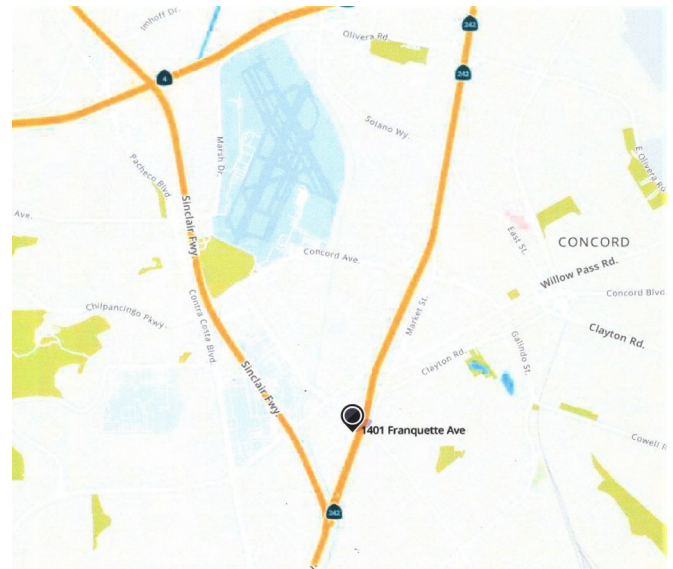 Imhoff Dr.
242
Olivera Rd.
4
242
Solano Wy.
Marsh Dr.
Pacheco Blvd
E Olivera Rd.
Sinclair Fwy.
Ave.
East St.
CONCORD
Concord Ave.
Willow Pass Rd.
Concord Blvd
Contra Costa Blvd.
Chilpancingo Pkwy.
Market St.
Clayton Rd.
Galindo St.
Clayton Rd.
Sinclair Fwy.
1401 Franquette Ave
Cowell
242